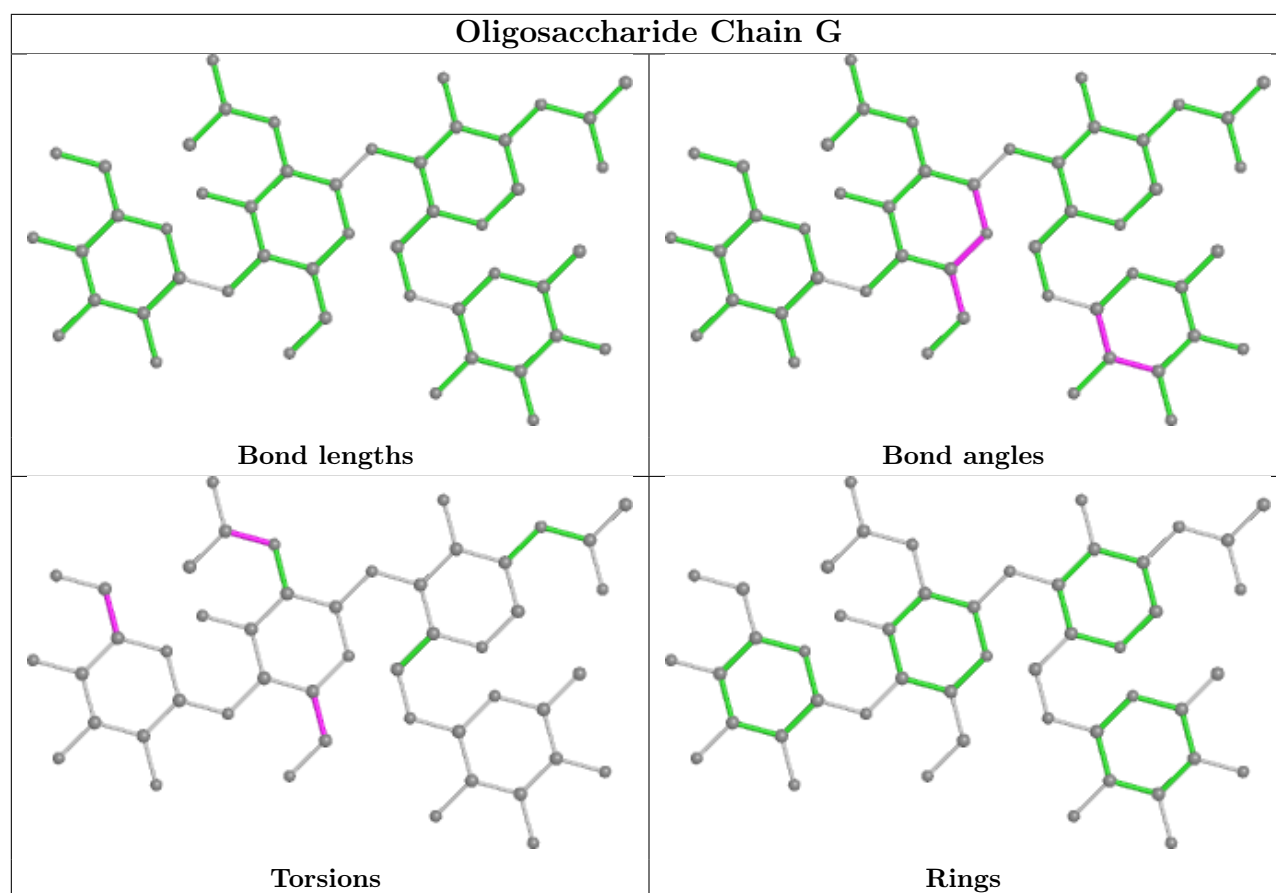 Oligosaccharide Chain G
Bond lengths
Bond angles
Torsions
Rings